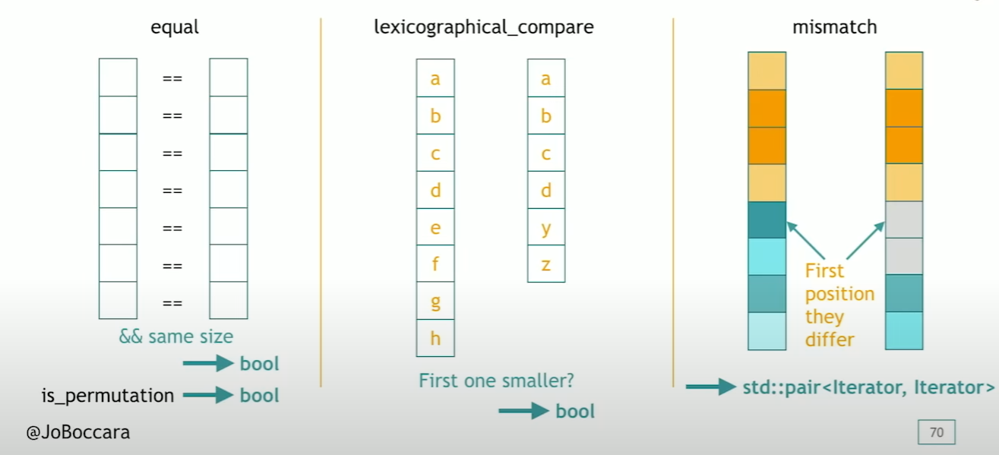 equal
==
==
==
==
==
==
==
&& same size
bool
is_permutation
bool
@JoBoccara
lexicographical_compare
a a
b b
c c
d d
e y
f z
g
h
First one smaller?
bool
mismatch
First
position
they
differ
std::pair<Iterator, Iterator>
70